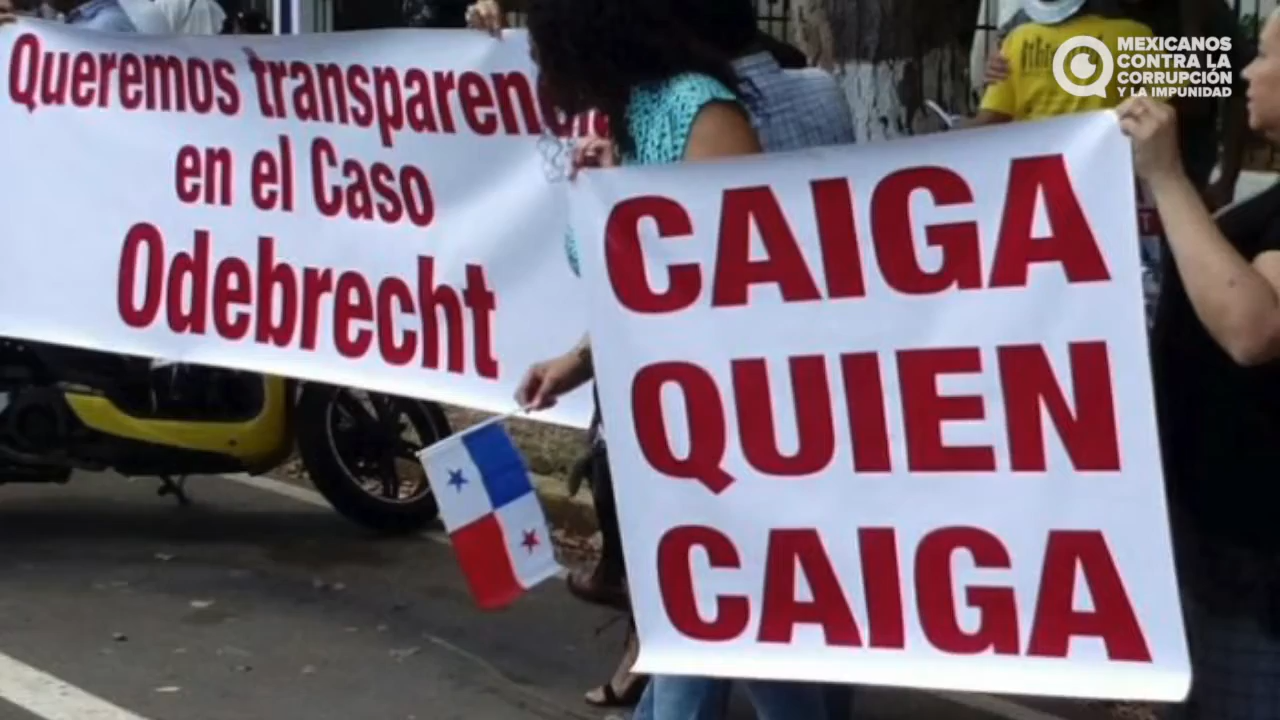 Queremos transparen
en el Caso
Odebrecht
CAIGA
QUIEN
CAIGA
MEXICANOS
CONTRA LA
CORRUPCIÓN
Y LA IMPUNIDAD